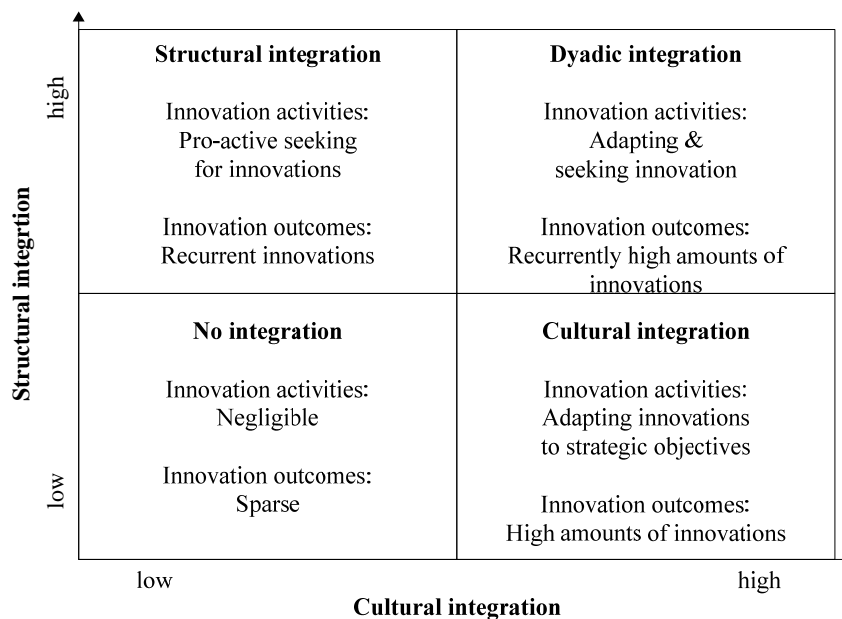 Structural integration
Innovation activities:
Pro-active seeking
for innovations
Innovation outcomes:
Recurrent innovations
Dyadic integration
Innovation activities:
Adapting &
seeking innovation
Innovation outcomes:
Recurrently high amounts of
innovations
No integration
Innovation activities:
Negligible
Innovation outcomes:
Sparse
Cultural integration
Innovation activities:
Adapting innovations
to strategic objectives
Innovation outcomes:
High amounts of innovations
high
Structural integrtion
low
low
high
Cultural integration